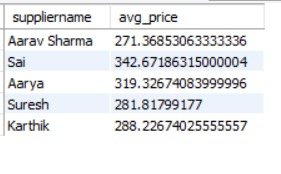 suppliername avg_price
Aarav Sharma 271.36853063333336
Sai 342.67186315000004
Aarya 319.32674083999996
Suresh 281.81799177
Karthik 288.22674025555557